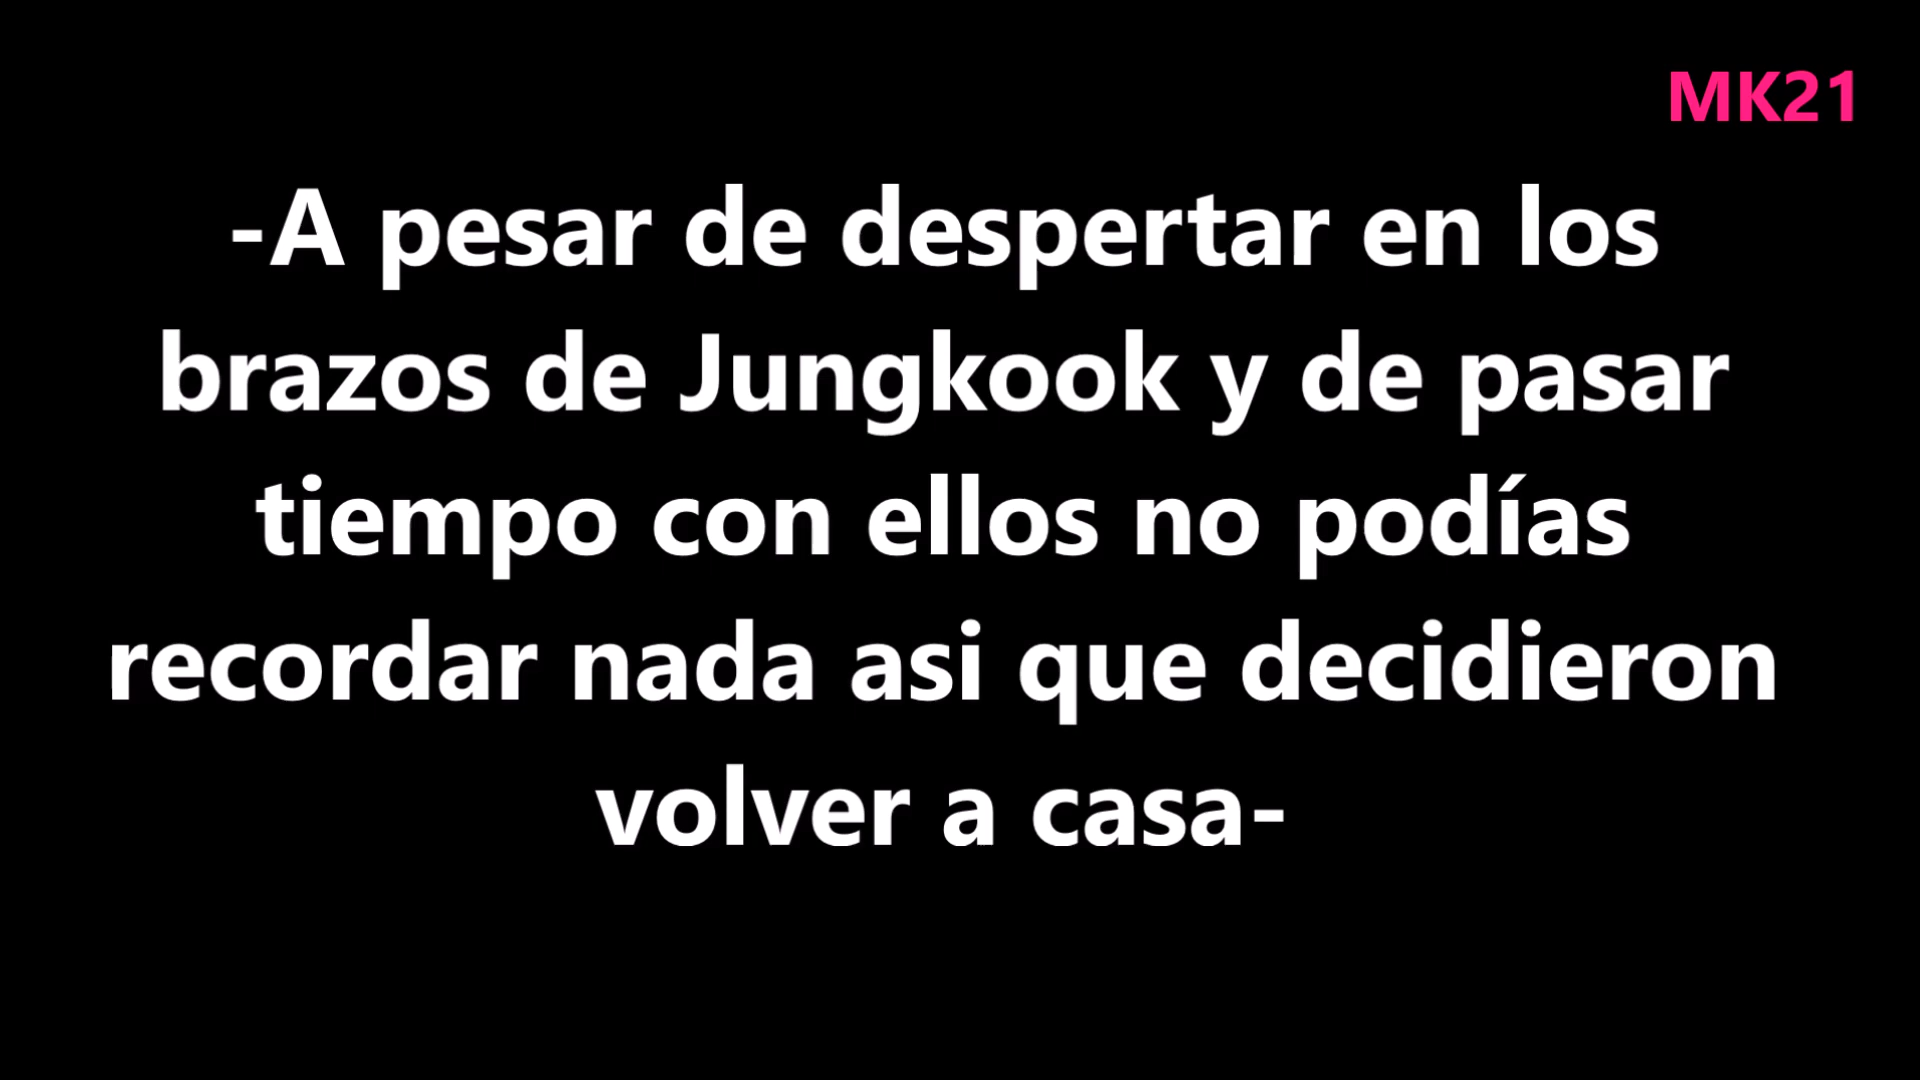 MK21
-A pesar de despertar en los
brazos de Jungkook y de pasar
tiempo con ellos no podías
recordar nada asi que decidieron
volver a casa-